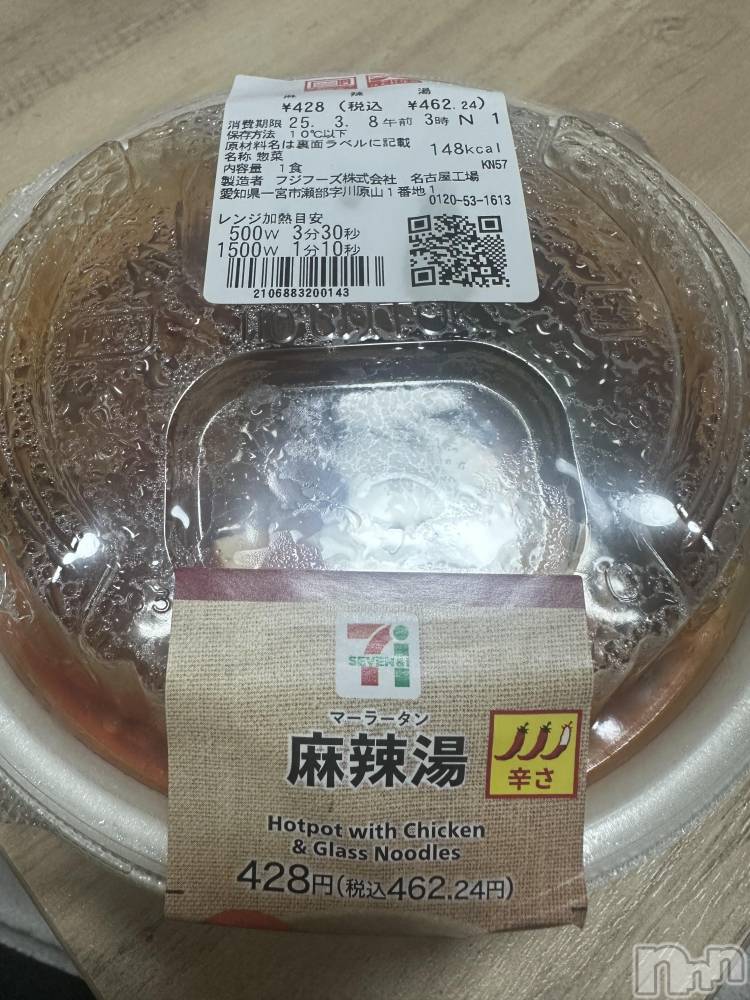 麻 辣 湯
¥428 (税込 ¥462.24)
消費期限 25. 3. 8午前 3時 N 1
保存方法 10℃以下
原材料名は裏面ラベルに記載 148kcal
名称 惣菜
内容量 1食 KN57
製造者 フジフーズ株式会社 名古屋工場
愛知県一宮市瀬部字川原山1番地1
0120-53-1613
レンジ加熱目安
500W 3分30秒
1500W 1分10秒
2106883200143
7i
SEVEN&i
マーラータン
麻辣湯
辛さ
Hotpot with Chicken
& Glass Noodles
428円(税込462.24円)
nnn